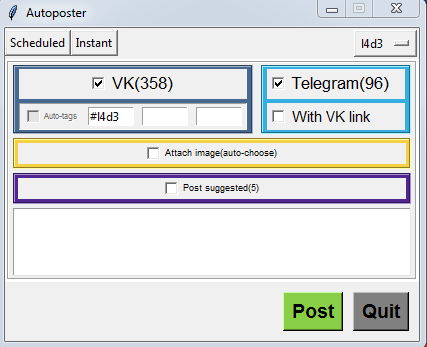 Autoposter
Scheduled Instant l4d3
VK(358) Telegram(96)
Auto-tags #l4d3 With VK link
Attach image(auto-choose)
Post suggested(5)
Post Quit